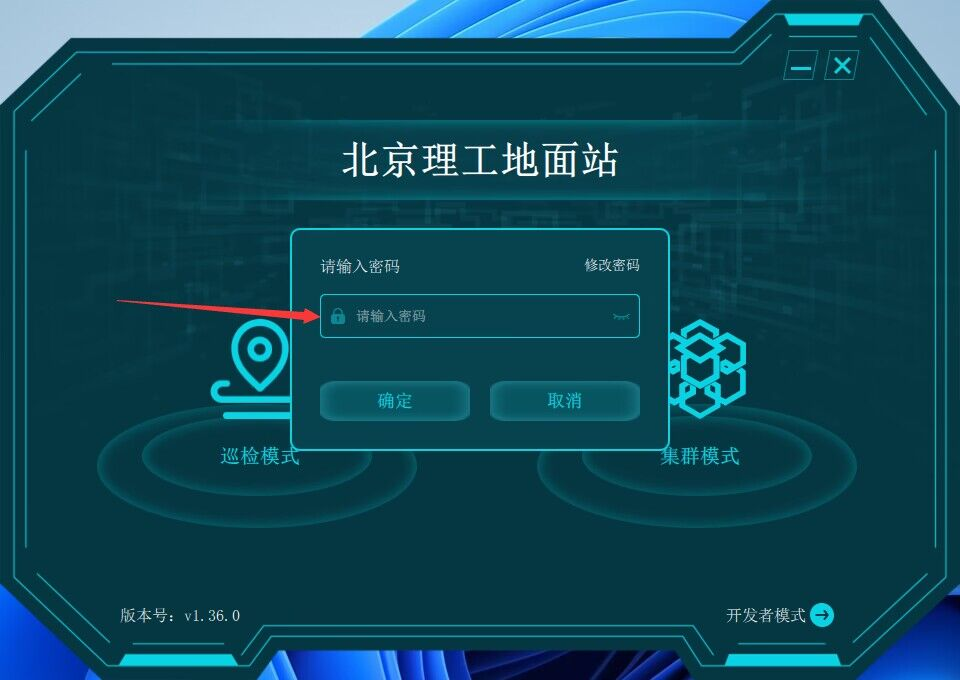 北京理工地面站
请输入密码
修改密码
请输入密码
确定
取消
巡检模式
集群模式
版本号：v1.36.0
开发者模式